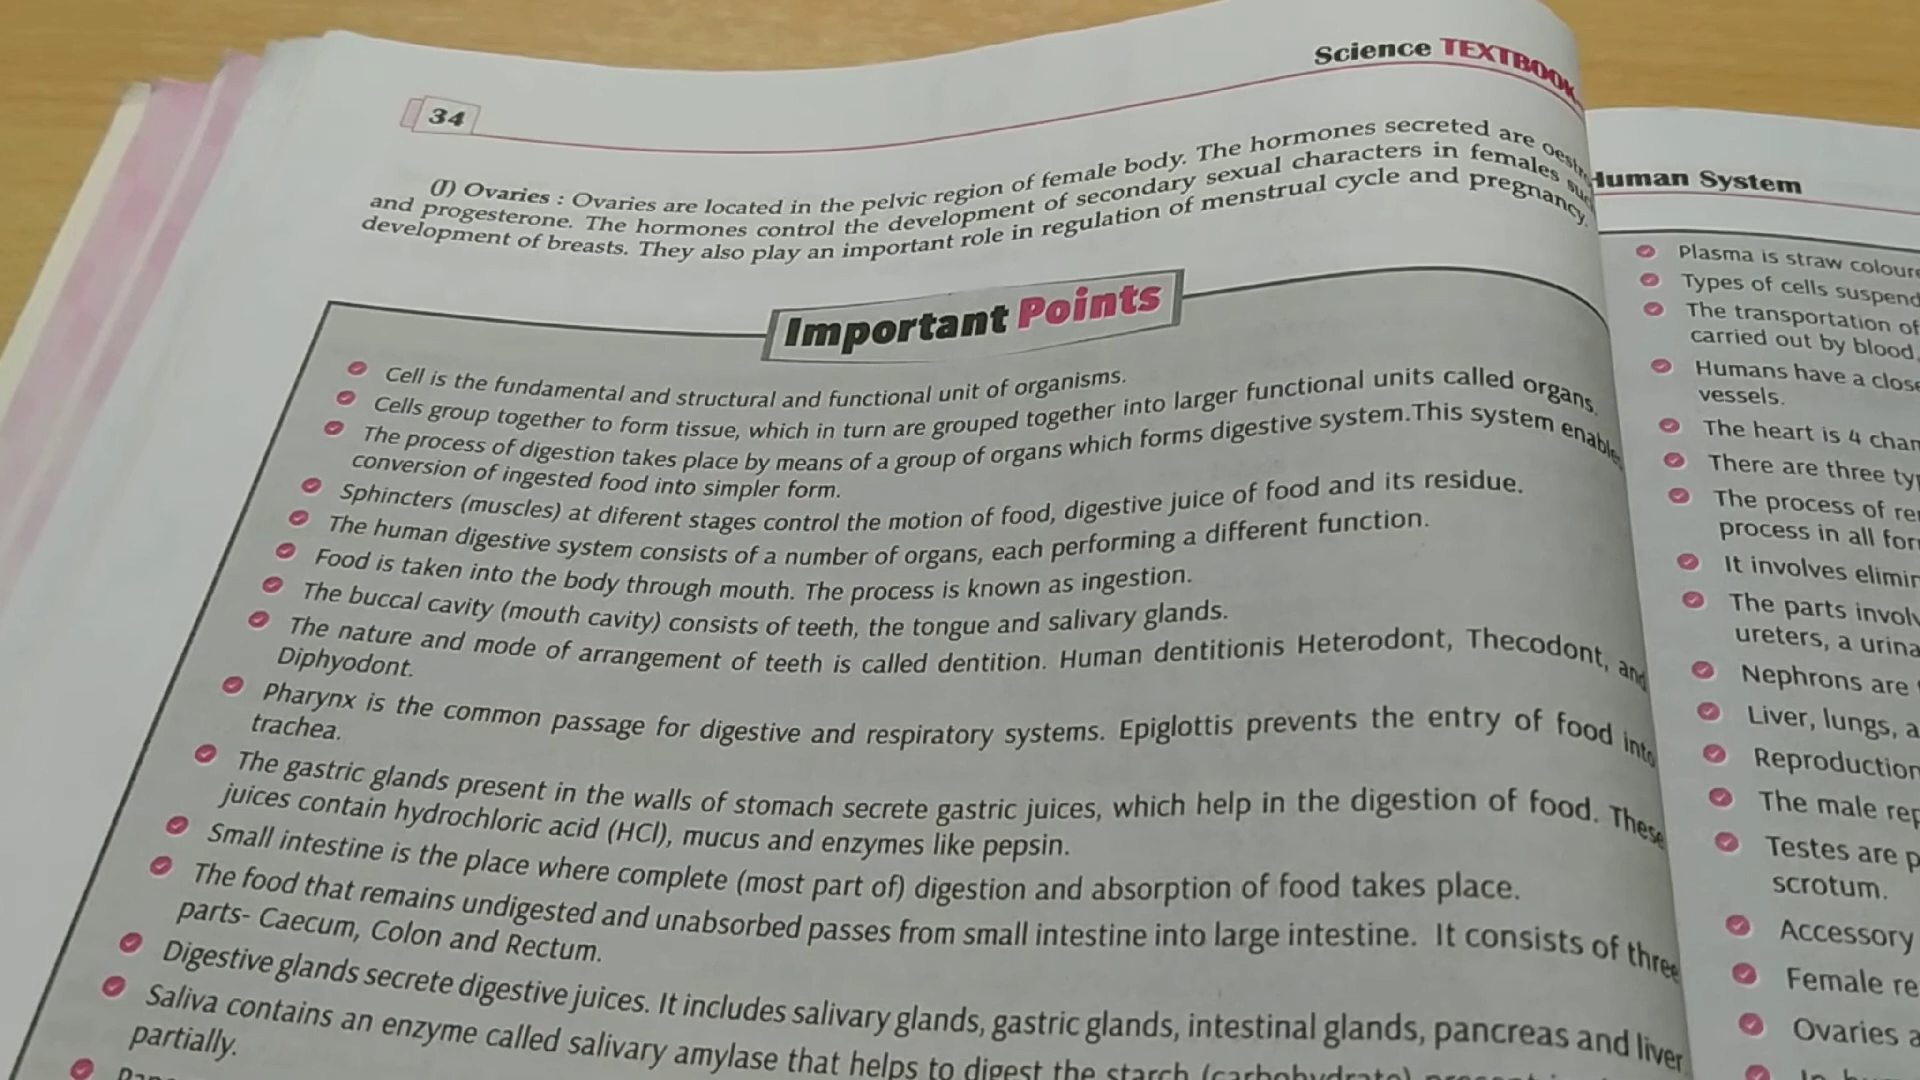 Science TEXTBOOK
34
(J) Ovaries : Ovaries are located in the pelvic region of female body. The hormones secreted are
and progesterone. The hormones control the development of secondary sexual characters in females
development of breasts. They also play an important role in regulation of menstrual cycle and pregnancy.
Important Points
Cell is the fundamental and structural and functional unit of organisms.
Cells group together to form tissue, which in turn are grouped together into larger functional units called organs.
The process of digestion takes place by means of a group of organs which forms digestive system.This system
conversion of ingested food into simpler form.
Sphincters (muscles) at diferent stages control the motion of food, digestive juice of food and its residue.
The human digestive system consists of a number of organs, each performing a different function.
Food is taken into the body through mouth. The process is known as ingestion.
The buccal cavity (mouth cavity) consists of teeth, the tongue and salivary glands.
The nature and mode of arrangement of teeth is called dentition. Human dentitionis Heterodont, Thecodont, and
Diphyodont.
Pharynx is the common passage for digestive and respiratory systems. Epiglottis prevents the entry of food into
trachea.
The gastric glands present in the walls of stomach secrete gastric juices, which help in the digestion of food. These
juices contain hydrochloric acid (HCl), mucus and enzymes like pepsin.
Small intestine is the place where complete (most part of) digestion and absorption of food takes place.
The food that remains undigested and unabsorbed passes from small intestine into large intestine. It consists of three
parts- Caecum, Colon and Rectum.
Digestive glands secrete digestive juices. It includes salivary glands, gastric glands, intestinal glands, pancreas and liver
Saliva contains an enzyme called salivary amylase that helps to digest the starch (carbohydrate)
partially.
Human System
Plasma is straw
Types of cells
The transportation of
carried out by blood,
Humans have a
vessels.
The heart is 4
There are three
The process of
process in all
It involves
The parts
ureters, a
Nephrons are
Liver, lungs,
Reproduction
The male
Testes are
scrotum.
Accessory
Female
Ovaries